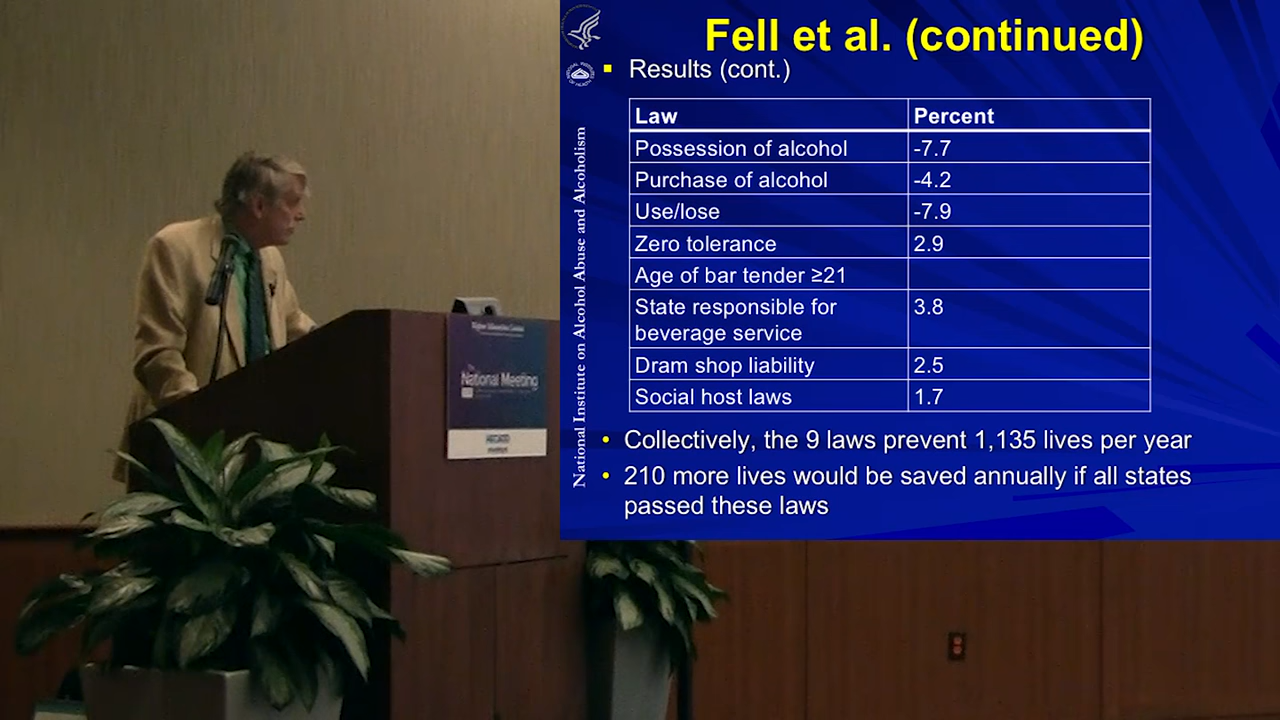 Fell et al. (continued)
Results (cont.)
Law Percent
Possession of alcohol -7.7
Purchase of alcohol -4.2
Use/lose -7.9
Zero tolerance 2.9
Age of bar tender ≥21
State responsible for 3.8
beverage service
Dram shop liability 2.5
Social host laws 1.7
Collectively, the 9 laws prevent 1,135 lives per year
210 more lives would be saved annually if all states
passed these laws
National Institute on Alcohol Abuse and Alcoholism
National Meeting